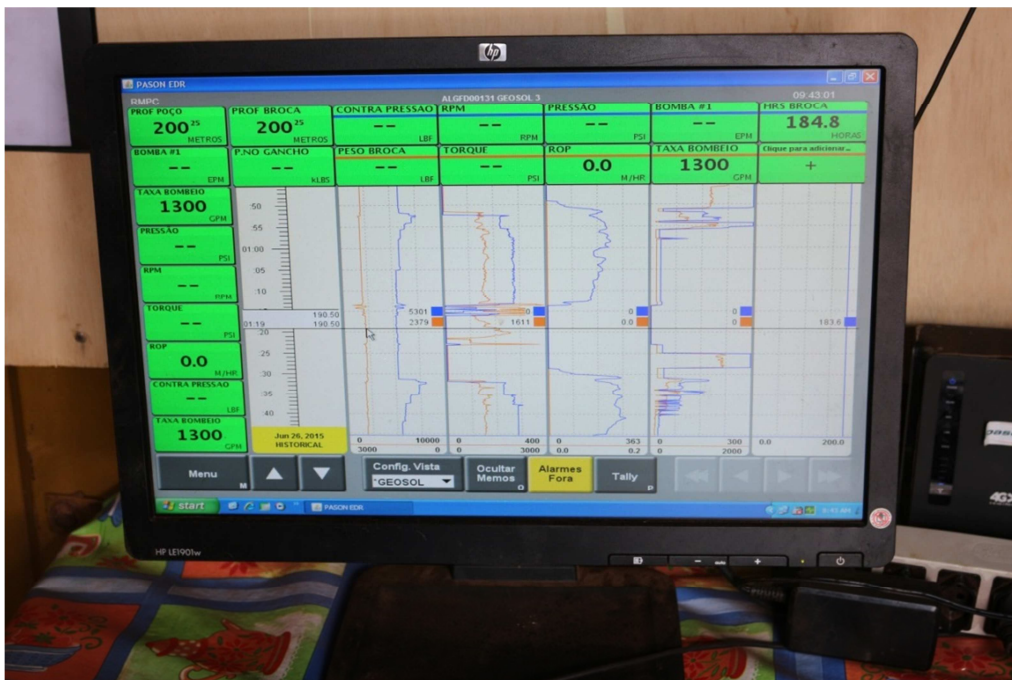 hp
PASON EDR
RMPC ALGFD00131 GEOSOL 3 09:43:01
PROF POÇO PROF BROCA CONTRA PRESSÃO RPM PRESSÃO BOMBA #1 HRS BROCA
200 25 200 25 -- -- -- -- 184.8
METROS METROS LBF RPM PSI EPM HORAS
BOMBA #1 P.NO GANCHO PESO BROCA TORQUE ROP TAXA BOMBEIO Clique para adicionar...
-- -- -- -- 0.0 1300 +
EPM kLBS LBF PSI M/HR GPM
TAXA BOMBEIO
1300
GPM
PRESSÃO
--
PSI
RPM
--
RPM
TORQUE
--
PSI
ROP
0.0
M/HR
CONTRA PRESSÃO
--
LBF
TAXA BOMBEIO
1300
GPM
:50
:55
01:00
:05
:10
190.50 5301 0 0 0
01:19 190.50 2379 1611 0.0 0 183.6
:20
:25
:30
:35
:40
Jun 26, 2015
HISTORICAL
0 10000 0 400 0 363 0 300 0.0 200.0
3000 0 0 3000 0.0 0.2 0 2000
Menu M Config. Vista *GEOSOL Ocultar Memos O Alarmes Fora Tally P
start PASON EDR 9:43 AM
HP LE1901w
auto
4G